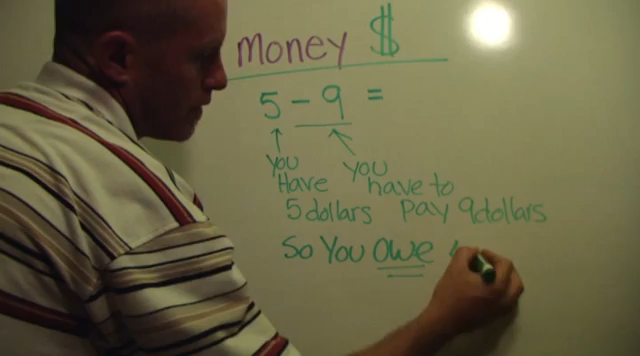 Money $
5 - 9 =
You you
Have have to
5 dollars pay 9 dollars
So You Owe